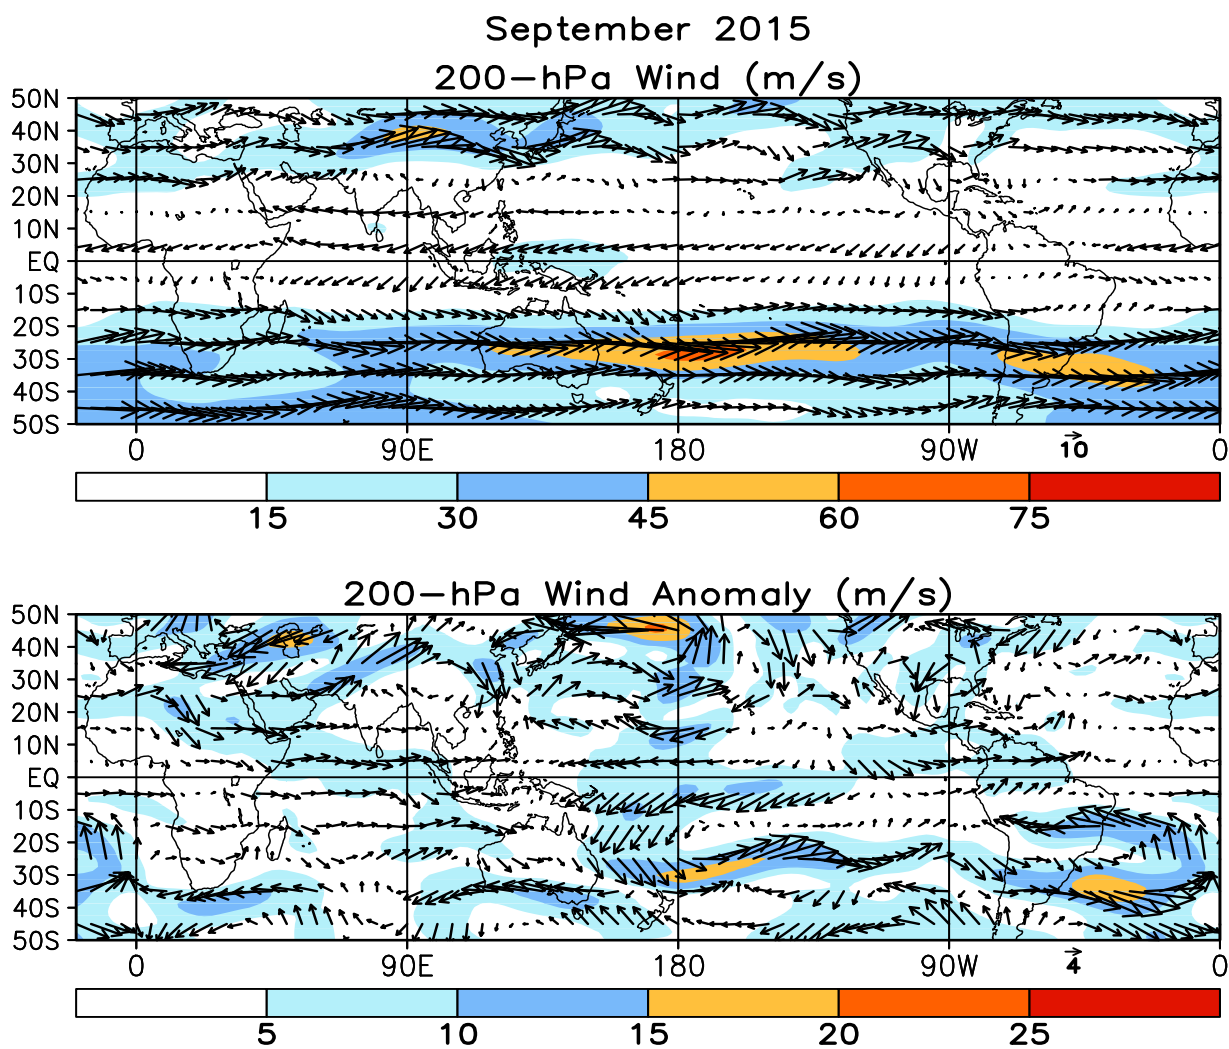 September 2015
200-hPa Wind (m/s)
50N
40N
30N
20N
10N
EQ
10S
20S
30S
40S
50S
0 90E 180 90W 10 0
15 30 45 60 75
200-hPa Wind Anomaly (m/s)
50N
40N
30N
20N
10N
EQ
10S
20S
30S
40S
50S
0 90E 180 90W 4 0
5 10 15 20 25